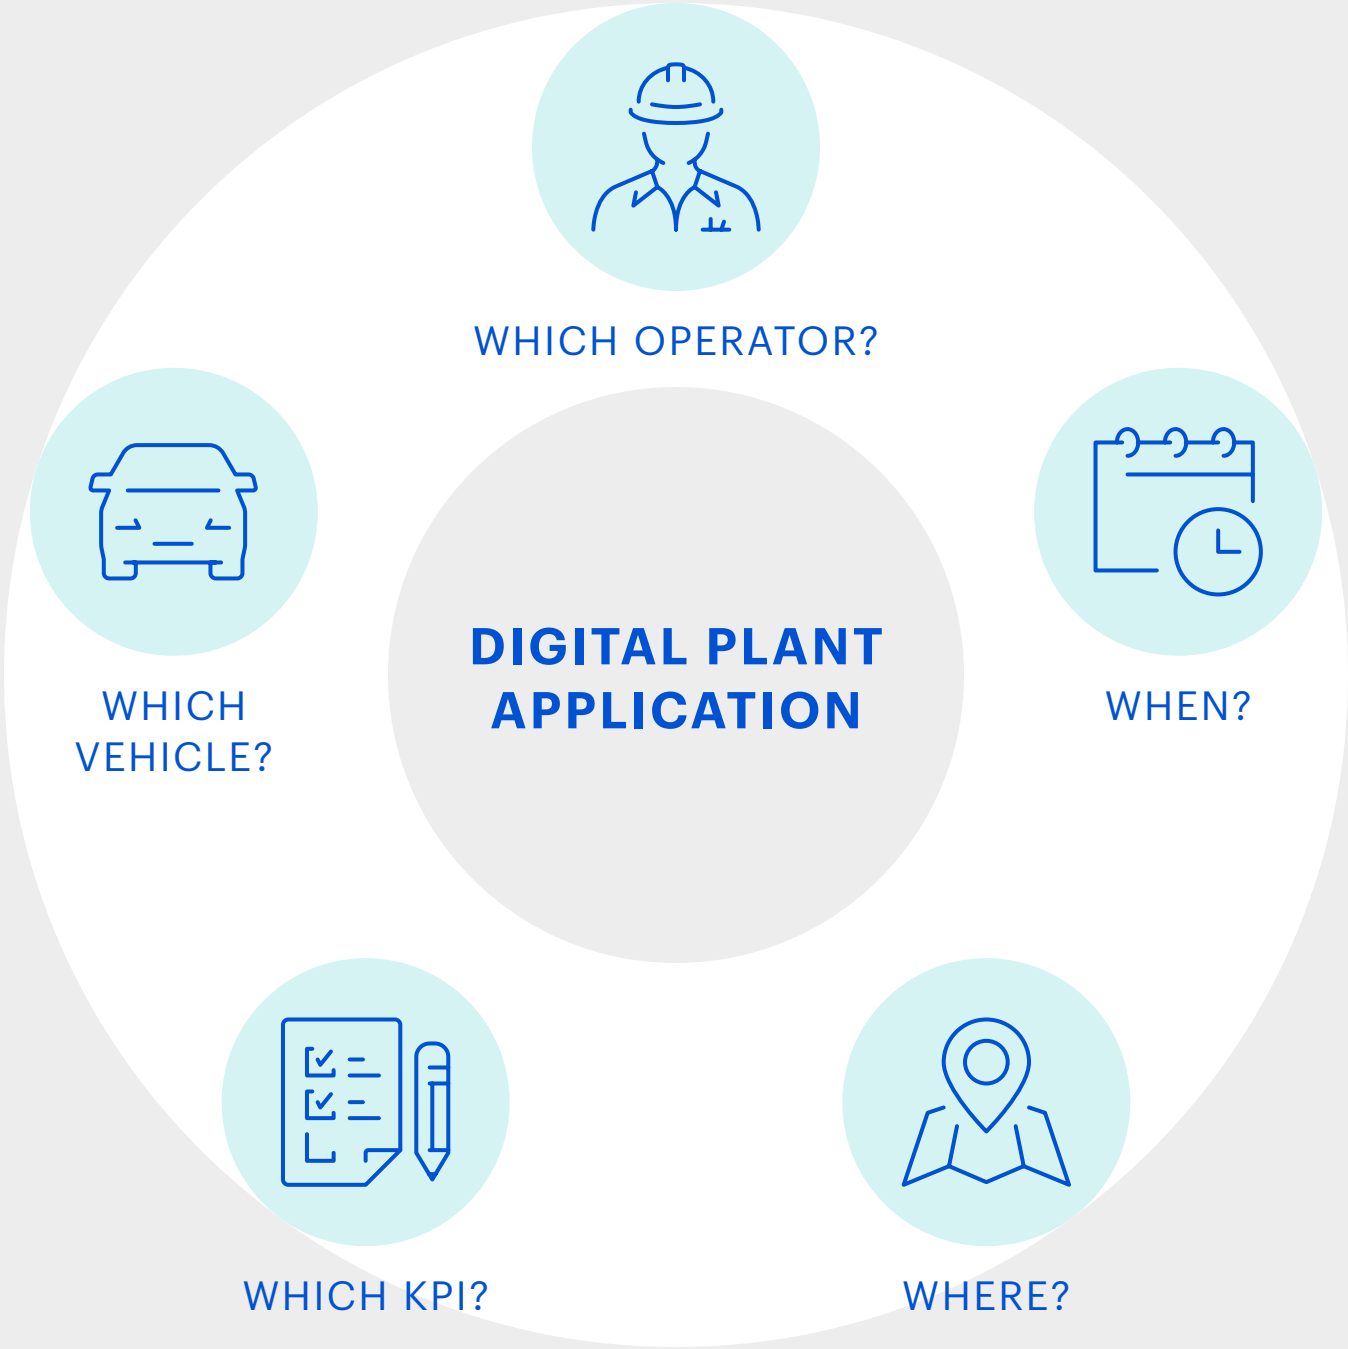 WHICH OPERATOR?
WHICH
VEHICLE?
DIGITAL PLANT
APPLICATION
WHEN?
WHICH KPI?
WHERE?